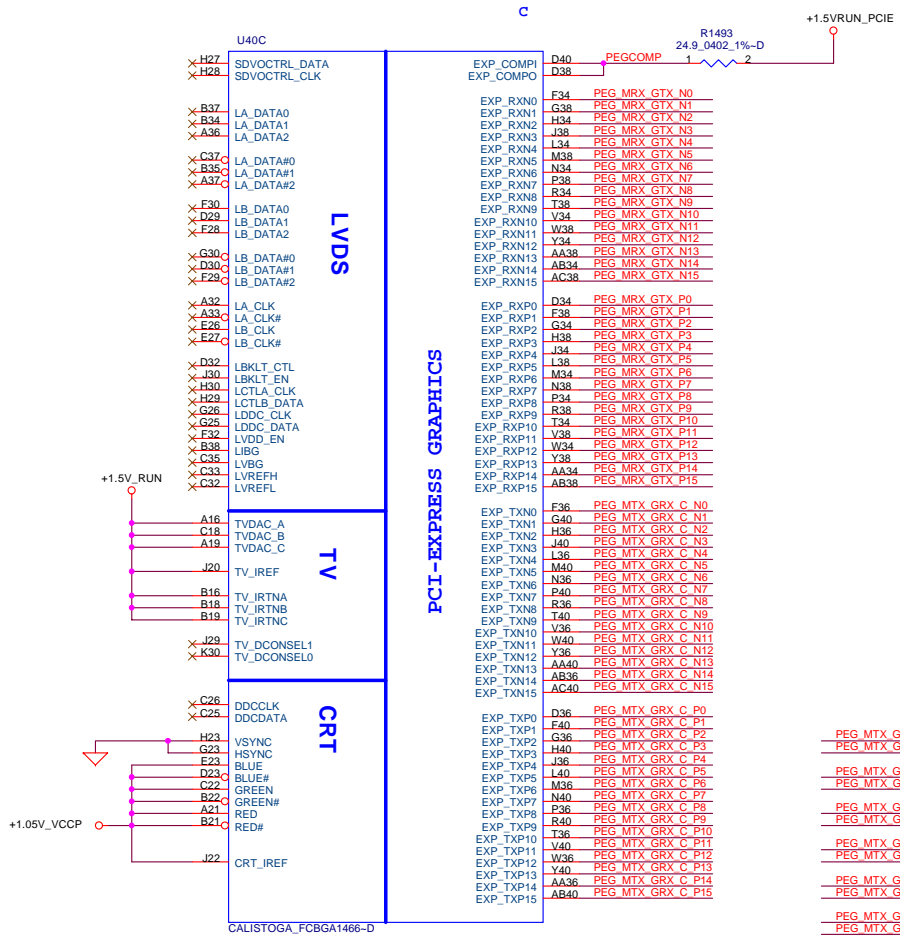 C
+1.5VRUN_PCIE
R1493
24.9_0402_1%~D
U40C
PEGCOMP
1
2
H27 SDVOCTRL_DATA
H28 SDVOCTRL_CLK
B37 LA_DATA0
B34 LA_DATA1
A36 LA_DATA2
C37 LA_DATA#0
B35 LA_DATA#1
A37 LA_DATA#2
F30 LB_DATA0
D29 LB_DATA1
F28 LB_DATA2
G30 LB_DATA#0
D30 LB_DATA#1
F29 LB_DATA#2
A32 LA_CLK
A33 LA_CLK#
E26 LB_CLK
E27 LB_CLK#
D32 LBKLT_CTL
J30 LBKLT_EN
H30 LCTLA_CLK
H29 LCTLB_DATA
G26 LDDC_CLK
G25 LDDC_DATA
F32 LVDD_EN
B38 LIBG
C35 LVBG
C33 LVREFH
C32 LVREFL
LVDS
+1.5V_RUN
A16 TVDAC_A
C18 TVDAC_B
A19 TVDAC_C
J20 TV_IREF
B16 TV_IRTNA
B18 TV_IRTNB
B19 TV_IRTNC
J29 TV_DCONSEL1
K30 TV_DCONSEL0
TV
C26 DDCCLK
C25 DDCDATA
H23 VSYNC
G23 HSYNC
E23 BLUE
D23 BLUE#
C22 GREEN
B22 GREEN#
A21 RED
B21 RED#
J22 CRT_IREF
CRT
+1.05V_VCCP
PCI-EXPRESS GRAPHICS
EXP_COMPI D40
EXP_COMPO D38
EXP_RXN0 F34 PEG_MRX_GTX_N0
EXP_RXN1 G38 PEG_MRX_GTX_N1
EXP_RXN2 H34 PEG_MRX_GTX_N2
EXP_RXN3 J38 PEG_MRX_GTX_N3
EXP_RXN4 L34 PEG_MRX_GTX_N4
EXP_RXN5 M38 PEG_MRX_GTX_N5
EXP_RXN6 N34 PEG_MRX_GTX_N6
EXP_RXN7 P38 PEG_MRX_GTX_N7
EXP_RXN8 R34 PEG_MRX_GTX_N8
EXP_RXN9 T38 PEG_MRX_GTX_N9
EXP_RXN10 V34 PEG_MRX_GTX_N10
EXP_RXN11 W38 PEG_MRX_GTX_N11
EXP_RXN12 Y34 PEG_MRX_GTX_N12
EXP_RXN13 AA38 PEG_MRX_GTX_N13
EXP_RXN14 AB34 PEG_MRX_GTX_N14
EXP_RXN15 AC38 PEG_MRX_GTX_N15
EXP_RXP0 D34 PEG_MRX_GTX_P0
EXP_RXP1 F38 PEG_MRX_GTX_P1
EXP_RXP2 G34 PEG_MRX_GTX_P2
EXP_RXP3 H38 PEG_MRX_GTX_P3
EXP_RXP4 J34 PEG_MRX_GTX_P4
EXP_RXP5 L38 PEG_MRX_GTX_P5
EXP_RXP6 M34 PEG_MRX_GTX_P6
EXP_RXP7 N38 PEG_MRX_GTX_P7
EXP_RXP8 P34 PEG_MRX_GTX_P8
EXP_RXP9 R38 PEG_MRX_GTX_P9
EXP_RXP10 T34 PEG_MRX_GTX_P10
EXP_RXP11 V38 PEG_MRX_GTX_P11
EXP_RXP12 W34 PEG_MRX_GTX_P12
EXP_RXP13 Y38 PEG_MRX_GTX_P13
EXP_RXP14 AA34 PEG_MRX_GTX_P14
EXP_RXP15 AB38 PEG_MRX_GTX_P15
EXP_TXN0 F36 PEG_MTX_GRX_C_N0
EXP_TXN1 G40 PEG_MTX_GRX_C_N1
EXP_TXN2 H36 PEG_MTX_GRX_C_N2
EXP_TXN3 J40 PEG_MTX_GRX_C_N3
EXP_TXN4 L36 PEG_MTX_GRX_C_N4
EXP_TXN5 M40 PEG_MTX_GRX_C_N5
EXP_TXN6 N36 PEG_MTX_GRX_C_N6
EXP_TXN7 P40 PEG_MTX_GRX_C_N7
EXP_TXN8 R36 PEG_MTX_GRX_C_N8
EXP_TXN9 T40 PEG_MTX_GRX_C_N9
EXP_TXN10 V36 PEG_MTX_GRX_C_N10
EXP_TXN11 W40 PEG_MTX_GRX_C_N11
EXP_TXN12 Y36 PEG_MTX_GRX_C_N12
EXP_TXN13 AA40 PEG_MTX_GRX_C_N13
EXP_TXN14 AB36 PEG_MTX_GRX_C_N14
EXP_TXN15 AC40 PEG_MTX_GRX_C_N15
EXP_TXP0 D36 PEG_MTX_GRX_C_P0
EXP_TXP1 F40 PEG_MTX_GRX_C_P1
EXP_TXP2 G36 PEG_MTX_GRX_C_P2
EXP_TXP3 H40 PEG_MTX_GRX_C_P3
EXP_TXP4 J36 PEG_MTX_GRX_C_P4
EXP_TXP5 L40 PEG_MTX_GRX_C_P5
EXP_TXP6 M36 PEG_MTX_GRX_C_P6
EXP_TXP7 N40 PEG_MTX_GRX_C_P7
EXP_TXP8 P36 PEG_MTX_GRX_C_P8
EXP_TXP9 R40 PEG_MTX_GRX_C_P9
EXP_TXP10 T36 PEG_MTX_GRX_C_P10
EXP_TXP11 V40 PEG_MTX_GRX_C_P11
EXP_TXP12 W36 PEG_MTX_GRX_C_P12
EXP_TXP13 Y40 PEG_MTX_GRX_C_P13
EXP_TXP14 AA36 PEG_MTX_GRX_C_P14
EXP_TXP15 AB40 PEG_MTX_GRX_C_P15
PEG_MTX_G
PEG_MTX_G
PEG_MTX_G
PEG_MTX_G
PEG_MTX_G
PEG_MTX_G
PEG_MTX_G
PEG_MTX_G
PEG_MTX_G
PEG_MTX_G
PEG_MTX_G
CALISTOGA_FCBGA1466~D